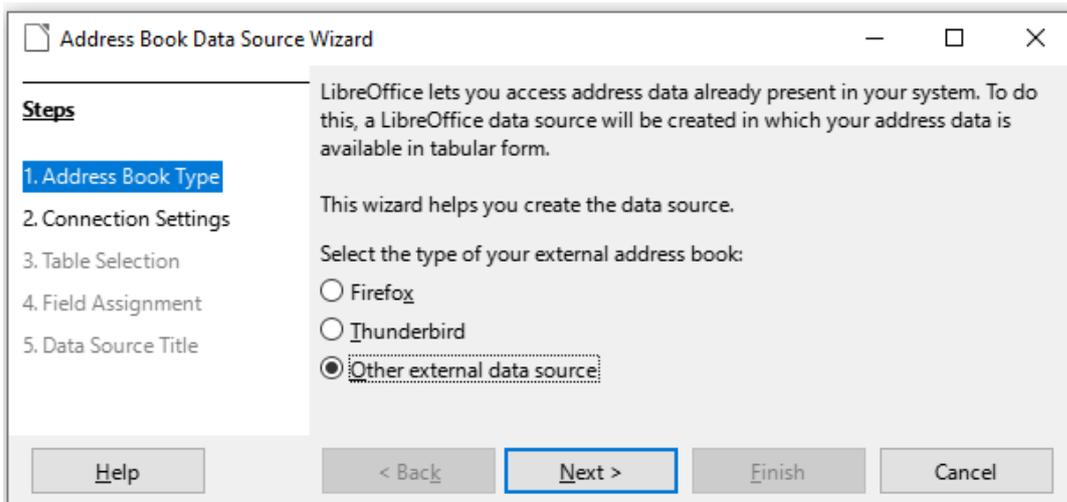 Address Book Data Source Wizard
Steps
1. Address Book Type
2. Connection Settings
3. Table Selection
4. Field Assignment
5. Data Source Title
LibreOffice lets you access address data already present in your system. To do
this, a LibreOffice data source will be created in which your address data is
available in tabular form.
This wizard helps you create the data source.
Select the type of your external address book:
Firefox
Thunderbird
Other external data source
Help
< Back
Next >
Finish
Cancel